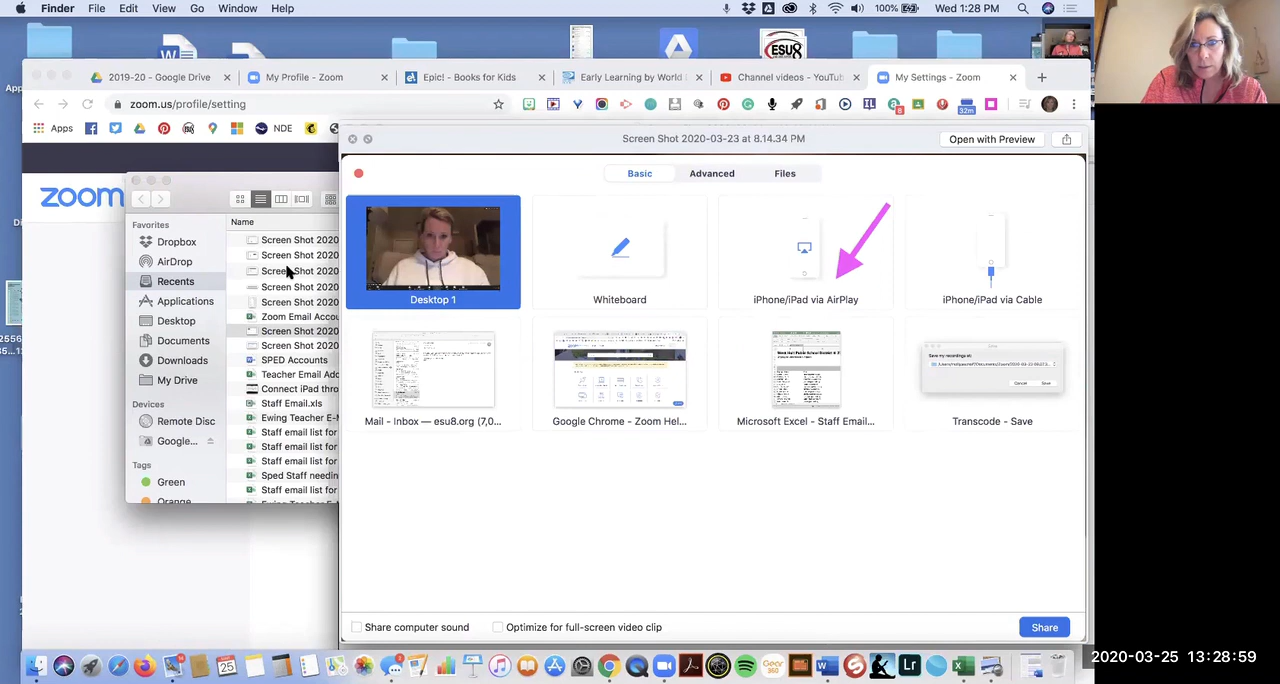 Finder File Edit View Go Window Help 100% Wed 1:28 PM
ESU8
2019-20 - Google Drive My Profile - Zoom Epic! - Books for Kids Early Learning by World Channel videos - YouTub My Settings - Zoom
zoom.us/profile/setting
32m
Apps NDE
Screen Shot 2020-03-23 at 8.14.34 PM Open with Preview
zoom
Basic Advanced Files
Name
Favorites
Dropbox
AirDrop
Recents
Applications
Desktop
Documents
Downloads
My Drive
Devices
Remote Disc
Google...
Tags
Green
Orange
Screen Shot 2020
Screen Shot 2020
Screen Shot 2020
Screen Shot 2020
Screen Shot 2020
Zoom Email Accou
Screen Shot 2020
Screen Shot 2020
SPED Accounts
Tracher Email Ad
Connect iPad thro
Staff Email.xls
Ewing Teacher E-M
Staff email list for
Staff email list for
Staff email list for
Sped Staff needin
Staff email list for
Ewing Teacher E-M
Desktop 1 Whiteboard iPhone/iPad via AirPlay iPhone/iPad via Cable
Mail - Inbox — esu8.org (7,0... Google Chrome - Zoom Hel... Microsoft Excel - Staff Email... Transcode - Save
Share computer sound Optimize for full-screen video clip Share
2020-03-25 13:28:59